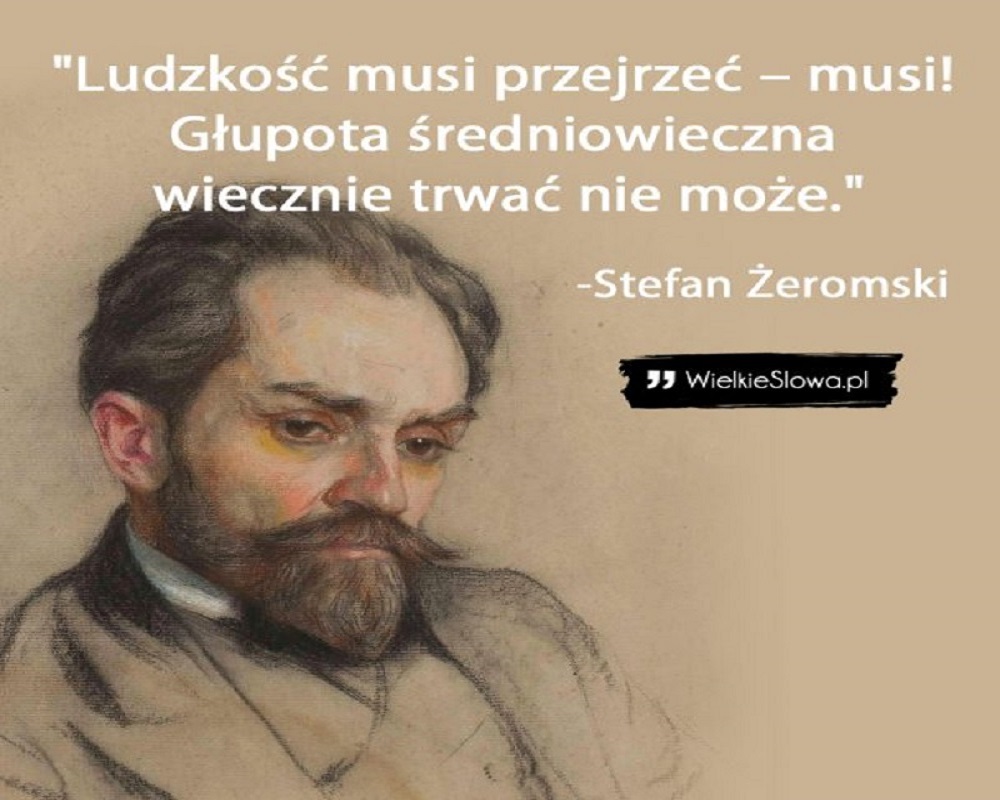 "Ludzkość musi przejrzeć – musi!
Głupota średniowieczna
wiecznie trwać nie może."
-Stefan Żeromski
WielkieSlowa.pl